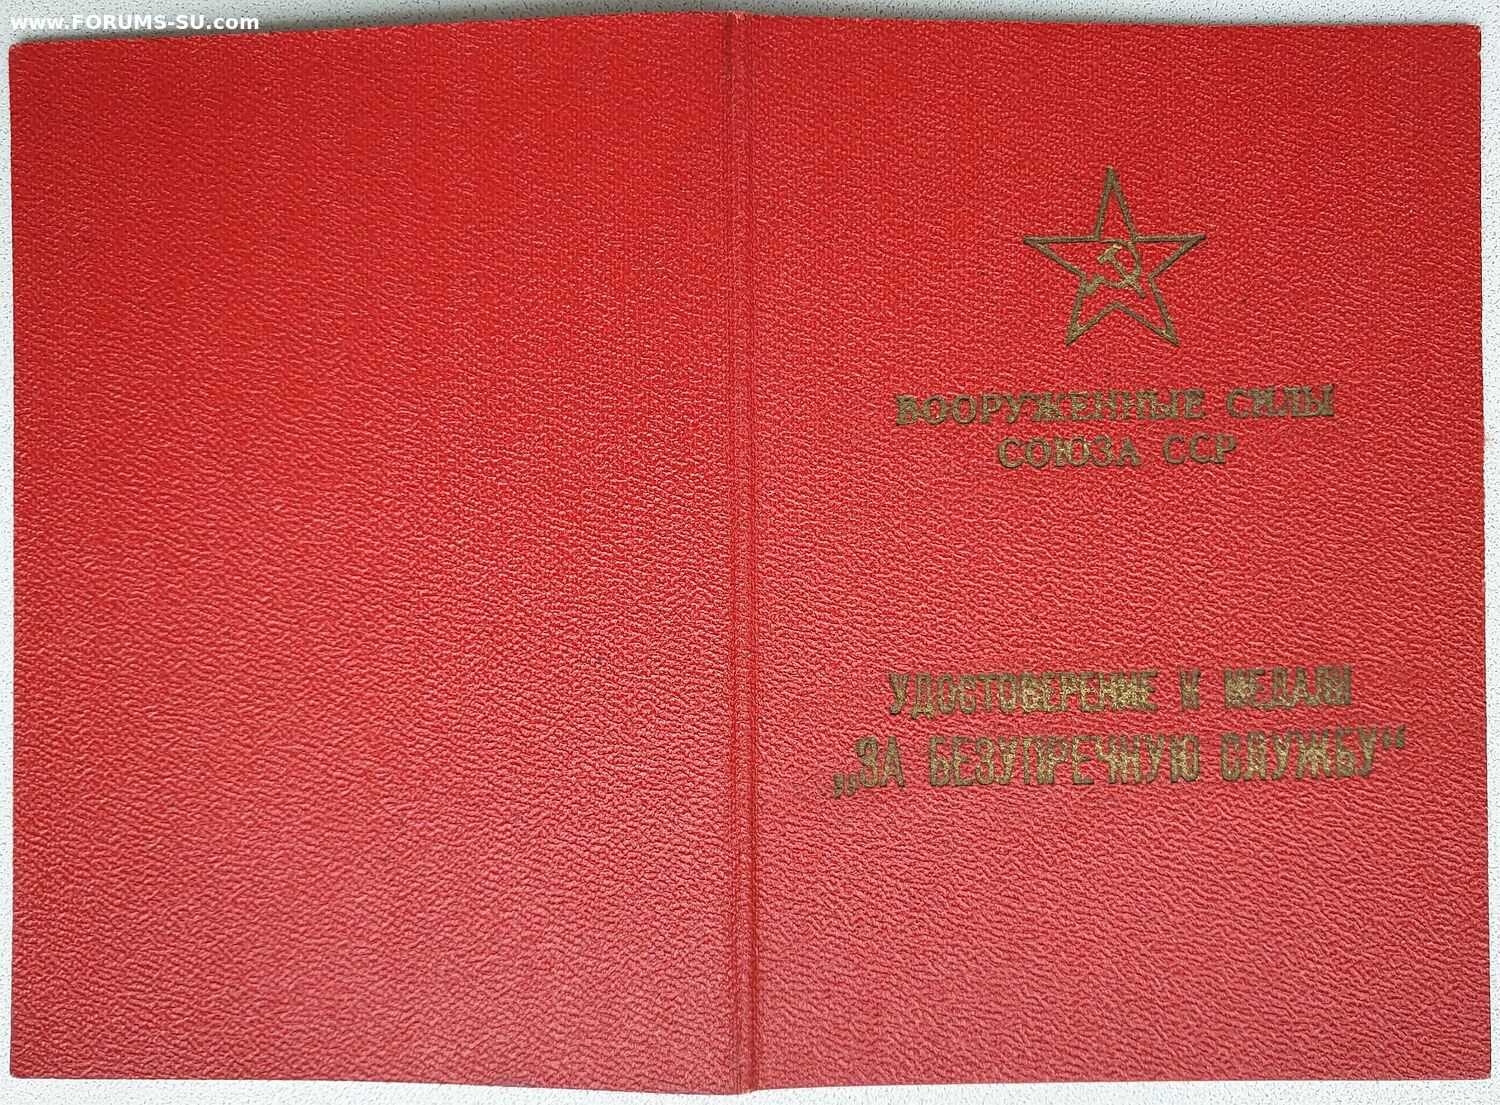 www.FORUMS-SU.com
ВООРУЖЕННЫЕ СИЛЫ
СОЮЗА ССР
УДОСТОВЕРЕНИЕ К МЕДАЛИ
„ЗА БЕЗУПРЕЧНУЮ СЛУЖБУ“